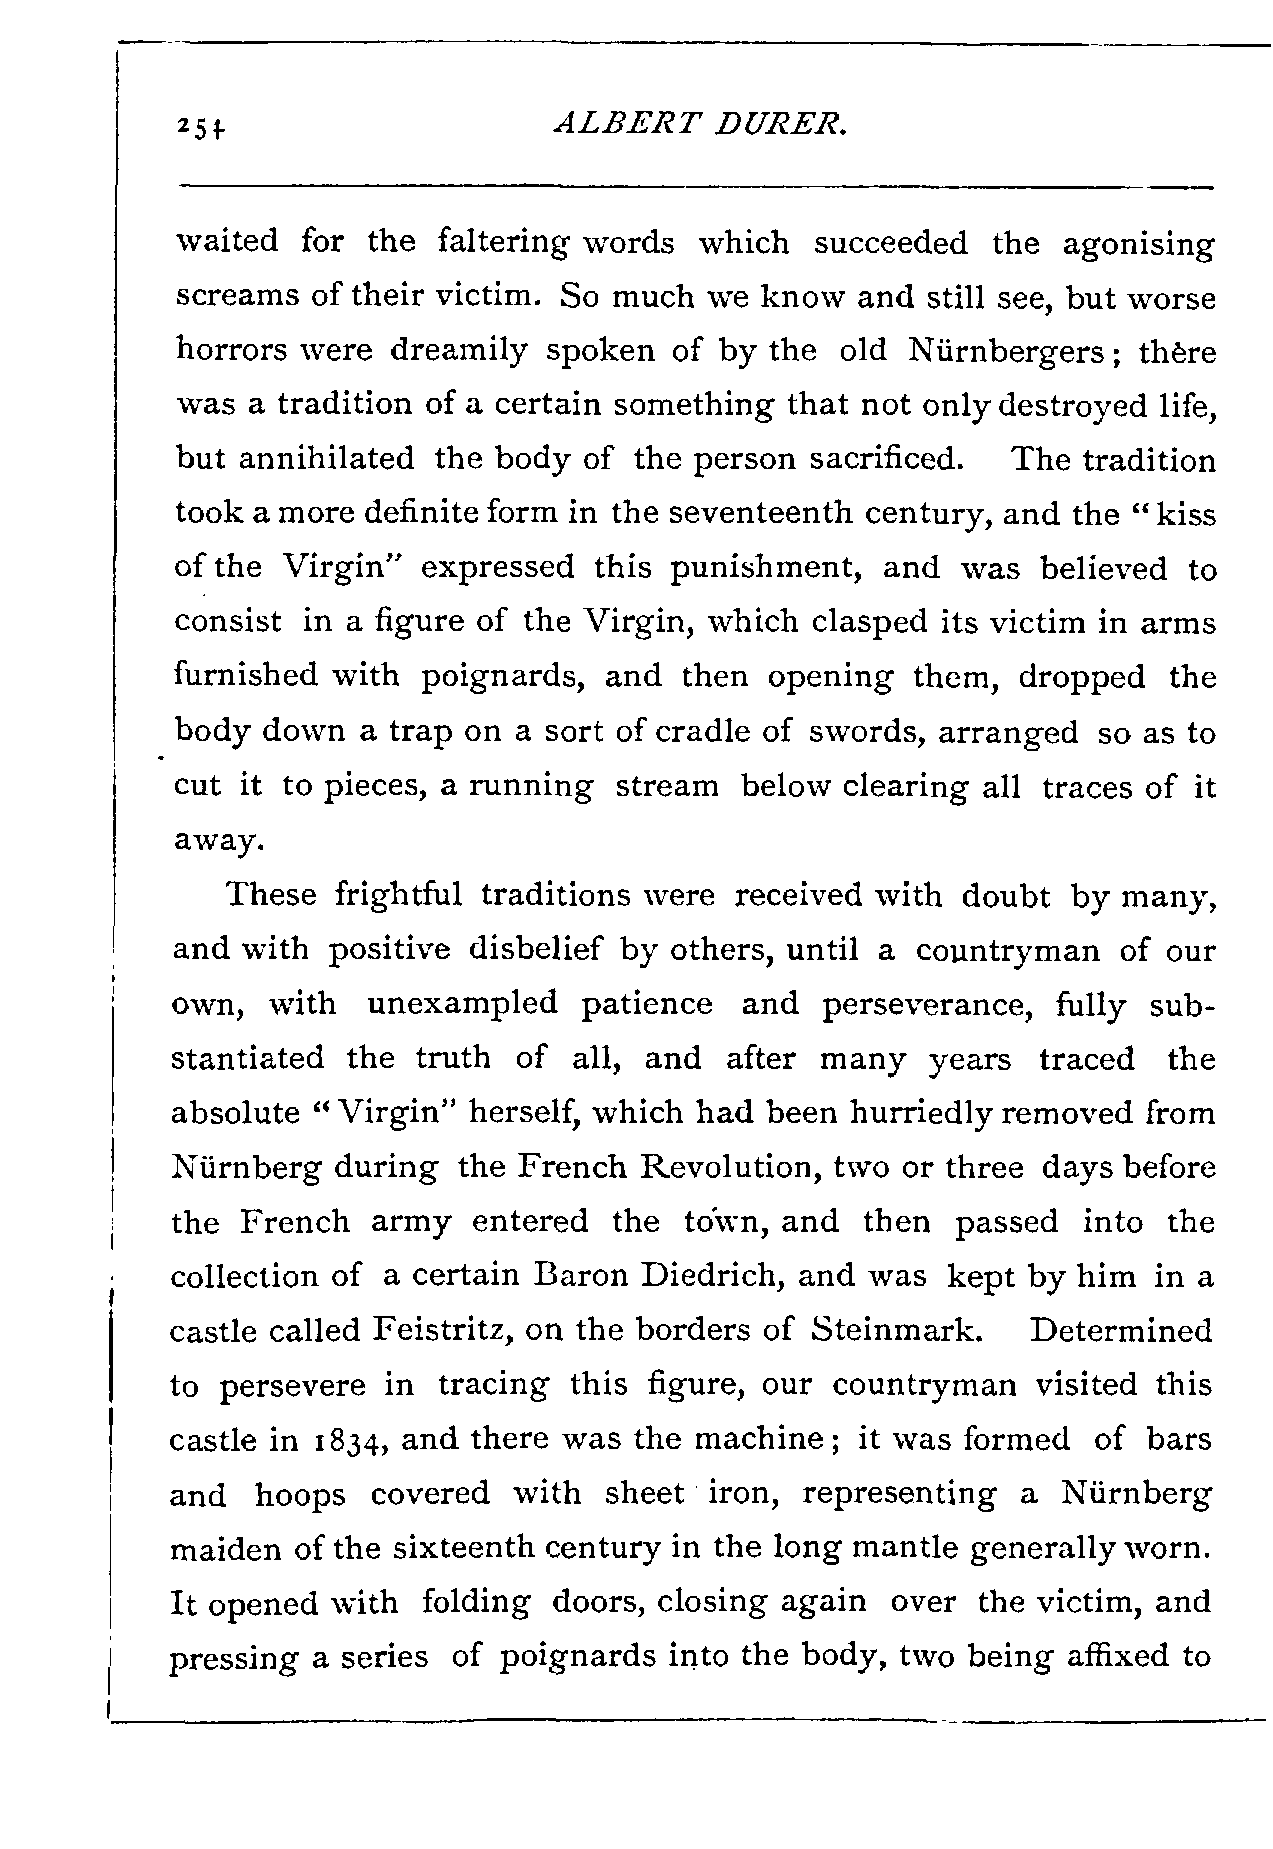 254 ALBERT DURER.
waited for the faltering words which succeeded the agonising
screams of their victim. So much we know and still see, but worse
horrors were dreamily spoken of by the old Nürnbergers; there
was a tradition of a certain something that not only destroyed life,
but annihilated the body of the person sacrificed. The tradition
took a more definite form in the seventeenth century, and the “kiss
of the Virgin” expressed this punishment, and was believed to
consist in a figure of the Virgin, which clasped its victim in arms
furnished with poignards, and then opening them, dropped the
body down a trap on a sort of cradle of swords, arranged so as to
cut it to pieces, a running stream below clearing all traces of it
away.
These frightful traditions were received with doubt by many,
and with positive disbelief by others, until a countryman of our
own, with unexampled patience and perseverance, fully sub-
stantiated the truth of all, and after many years traced the
absolute “Virgin” herself, which had been hurriedly removed from
Nürnberg during the French Revolution, two or three days before
the French army entered the town, and then passed into the
collection of a certain Baron Diedrich, and was kept by him in a
castle called Feistritz, on the borders of Steinmark. Determined
to persevere in tracing this figure, our countryman visited this
castle in 1834, and there was the machine; it was formed of bars
and hoops covered with sheet iron, representing a Nürnberg
maiden of the sixteenth century in the long mantle generally worn.
It opened with folding doors, closing again over the victim, and
pressing a series of poignards into the body, two being affixed to